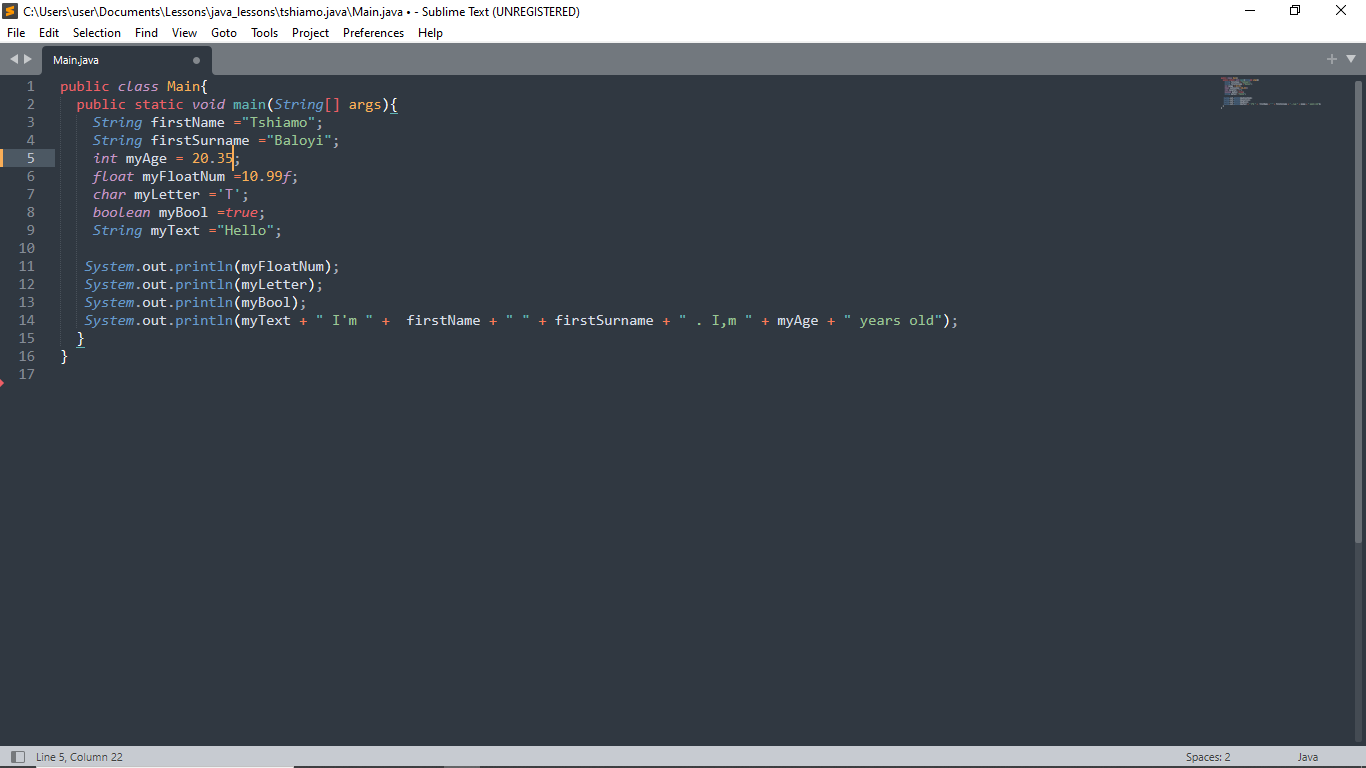 C:\Users\user\Documents\Lessons\java_lessons\tshiamo.java\Main.java • - Sublime Text (UNREGISTERED)
File Edit Selection Find View Goto Tools Project Preferences Help
Main.java
1 public class Main{
2   public static void main(String[] args){
3     String firstName ="Tshiamo";
4     String firstSurname ="Baloyi";
5     int myAge = 20.35;
6     float myFloatNum =10.99f;
7     char myLetter ='T';
8     boolean myBool =true;
9     String myText ="Hello";
10
11    System.out.println(myFloatNum);
12    System.out.println(myLetter);
13    System.out.println(myBool);
14    System.out.println(myText + " I'm " +  firstName + " " + firstSurname + " . I,m " + myAge + " years old");
15   }
16 }
17
Line 5, Column 22 Spaces: 2 Java